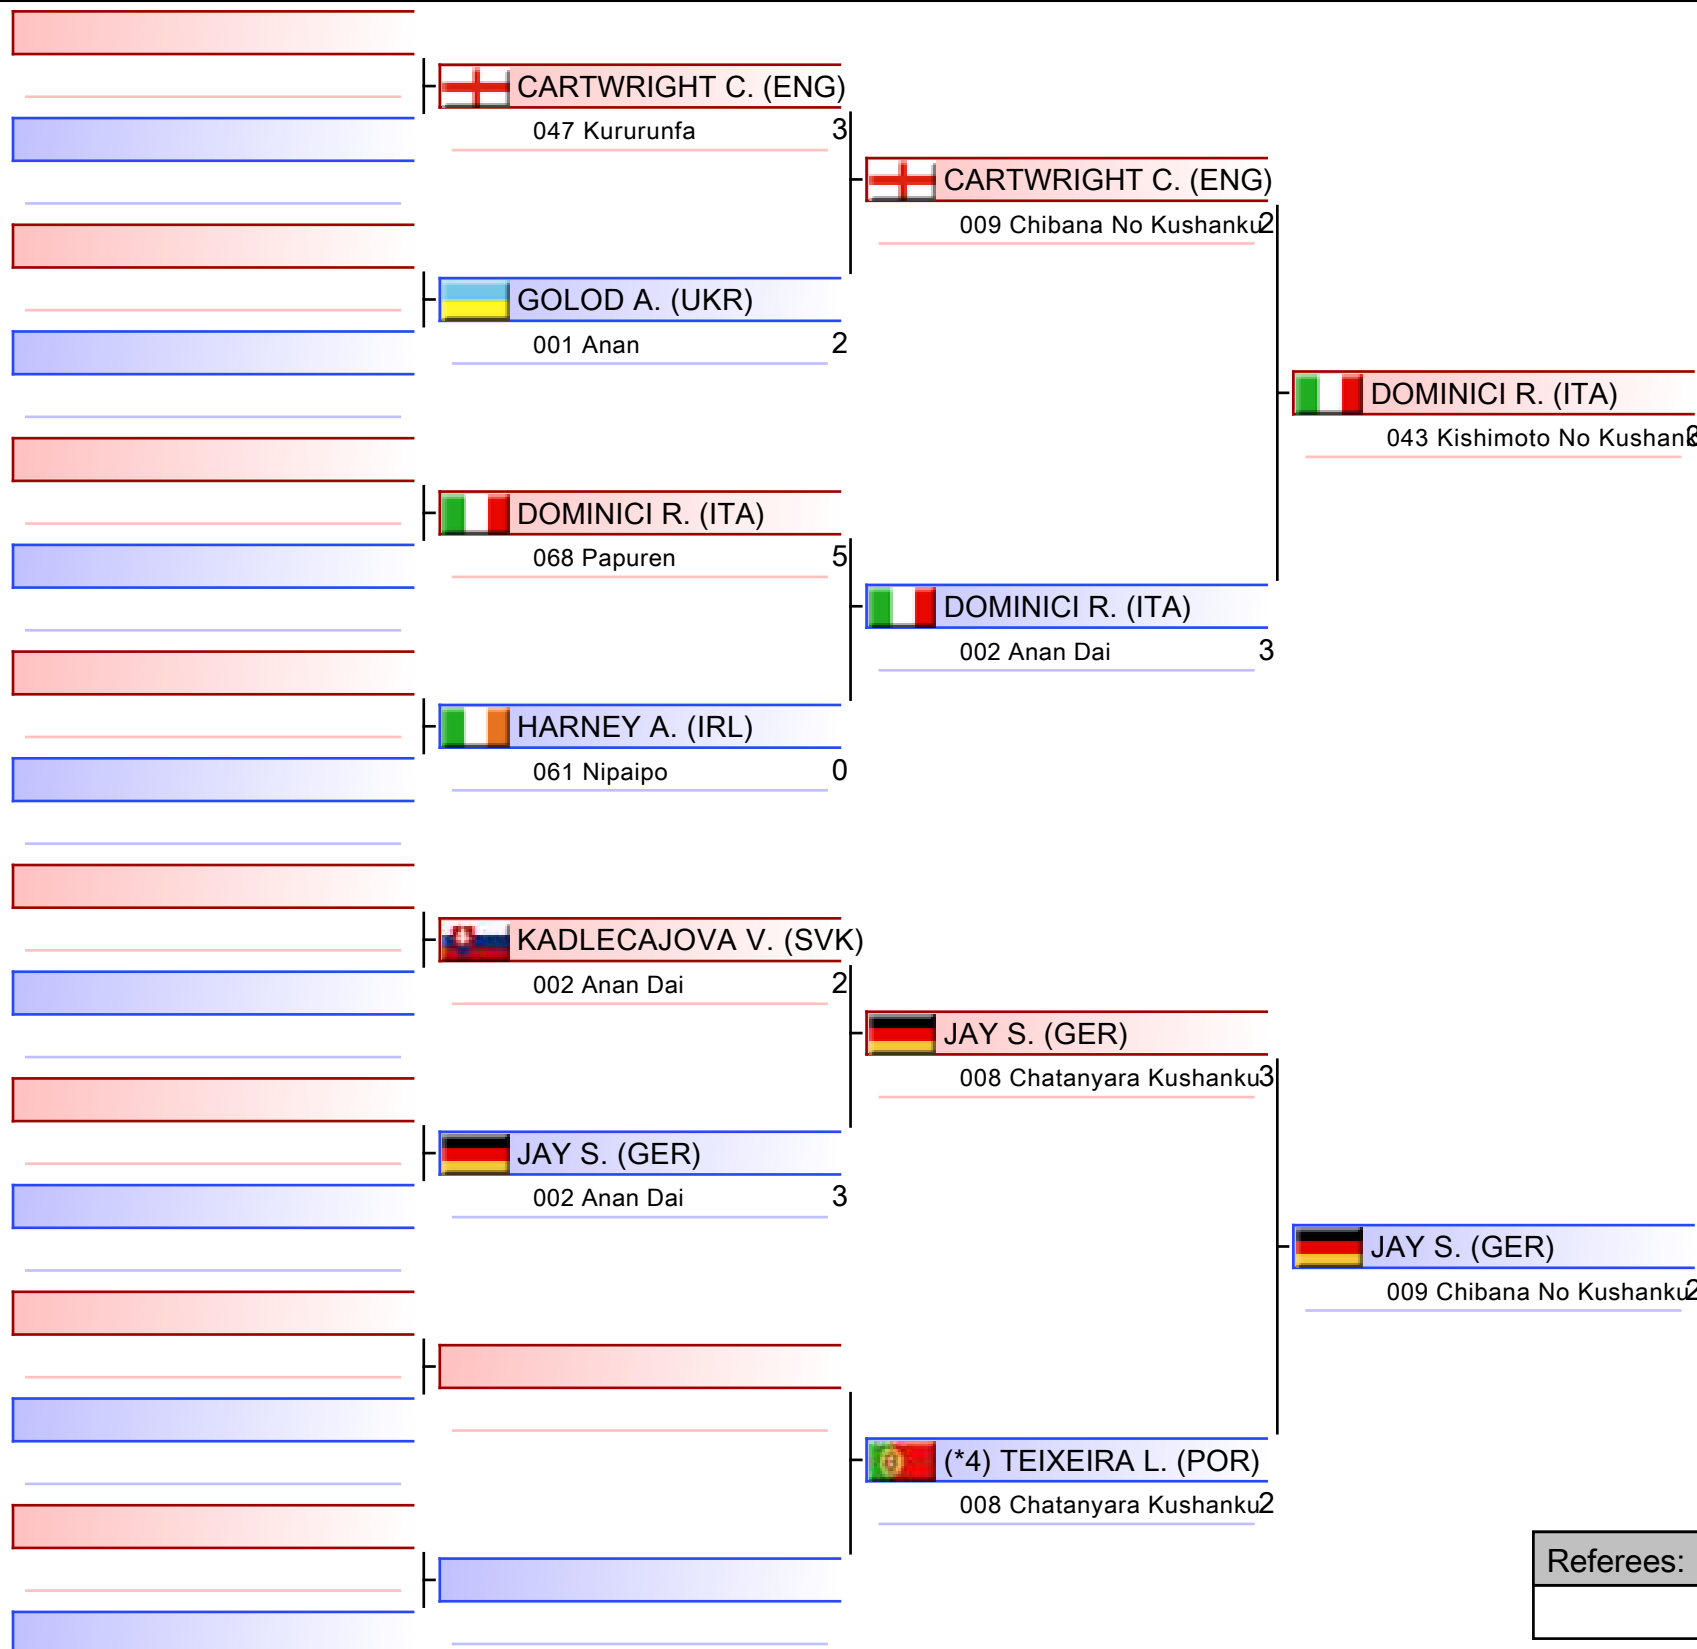 CARTWRIGHT C. (ENG)
047 Kururunfa 3
CARTWRIGHT C. (ENG)
009 Chibana No Kushanku 2
GOLOD A. (UKR)
001 Anan 2
DOMINICI R. (ITA)
043 Kishimoto No
DOMINICI R. (ITA)
068 Papuren 5
DOMINICI R. (ITA)
002 Anan Dai 3
HARNEY A. (IRL)
061 Nipaipo 0
KADLECAJOVA V. (SVK)
002 Anan Dai 2
JAY S. (GER)
008 Chatanyara Kushanku 3
JAY S. (GER)
002 Anan Dai 3
JAY S. (GER)
009 Chibana No Kushanku 2
(*4) TEIXEIRA L. (POR)
008 Chatanyara Kushanku 2
Referees: